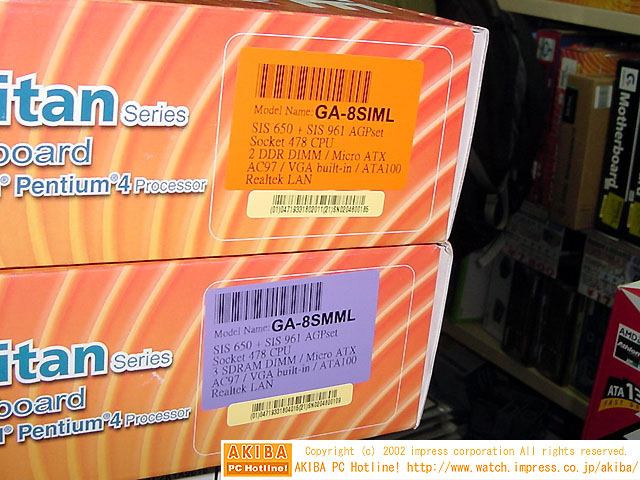 itan Series
board
Pentium®4 Processor
Model Name: GA-8SIML
SIS 650 + SIS 961 AGPset
Socket 478 CPU
2 DDR DIMM / Micro ATX
AC97 / VGA built-in / ATA100
Realtek LAN
itan Series
board
Pentium®4 Processor
Model Name: GA-8SMML
SIS 650 + SIS 961 AGPset
Socket 478 CPU
3 SDRAM DIMM / Micro ATX
AC97 / VGA built-in / ATA100
Realtek LAN
Motherboard
AMD
Athlon
ATA 13
AKIBA
PC Hotline!
Copyright (c) 2002 impress corporation All rights reserved.
AKIBA PC Hotline! http://www.watch.impress.co.jp/akiba/